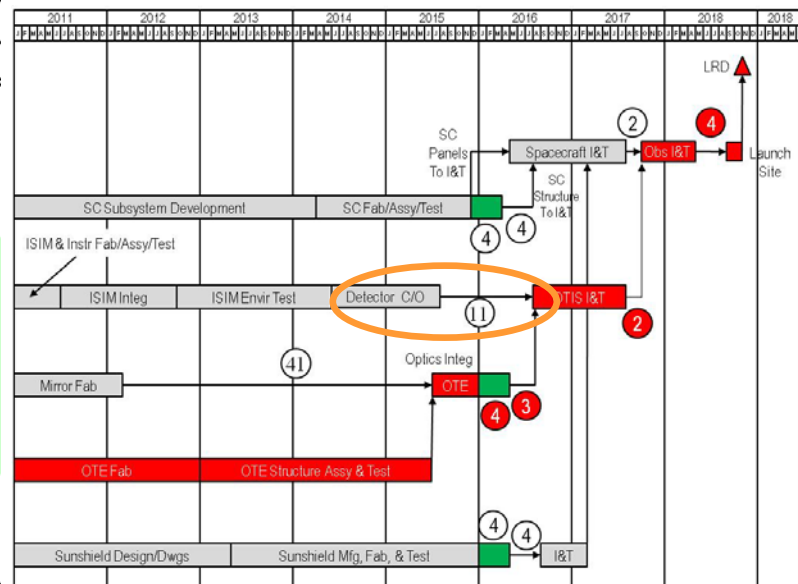 2011 2012 2013 2014 2015 2016 2017 2018 2018
J F M A M J J A S O N D J F M A M J J A S O N D J F M A M J J A S O N D J F M A M J J A S O N D J F M A M J J A S O N D J F M A M J J A S O N D J F M A M J J A S O N D J F M A M J J A S O N D
LRD
2
4
SC
Panels
To I&T
Spacecraft I&T
Obs I&T
Launch
Site
SC
Structure
To I&T
SC Subsystem Development
SC Fab/Assy/Test
4
4
ISIM & Instr Fab/Assy/Test
ISIM Integ
ISIM Envir Test
Detector C/O
11
OTIS I&T
2
41
Optics Integ
Mirror Fab
OTE
4
3
OTE Fab
OTE Structure Assy & Test
4
4
Sunshield Design/Dwgs
Sunshield Mfg, Fab, & Test
I&T